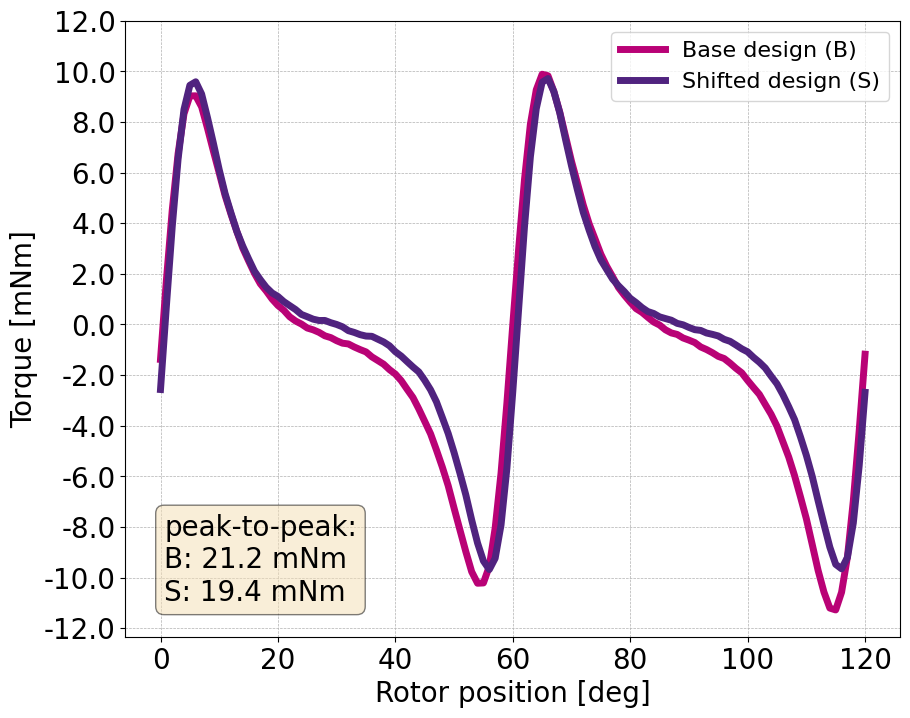 12.0
10.0
8.0
6.0
4.0
2.0
0.0
-2.0
-4.0
-6.0
-8.0
-10.0
-12.0
Torque [mNm]
Base design (B)
Shifted design (S)
peak-to-peak:
B: 21.2 mNm
S: 19.4 mNm
0 20 40 60 80 100 120
Rotor position [deg]